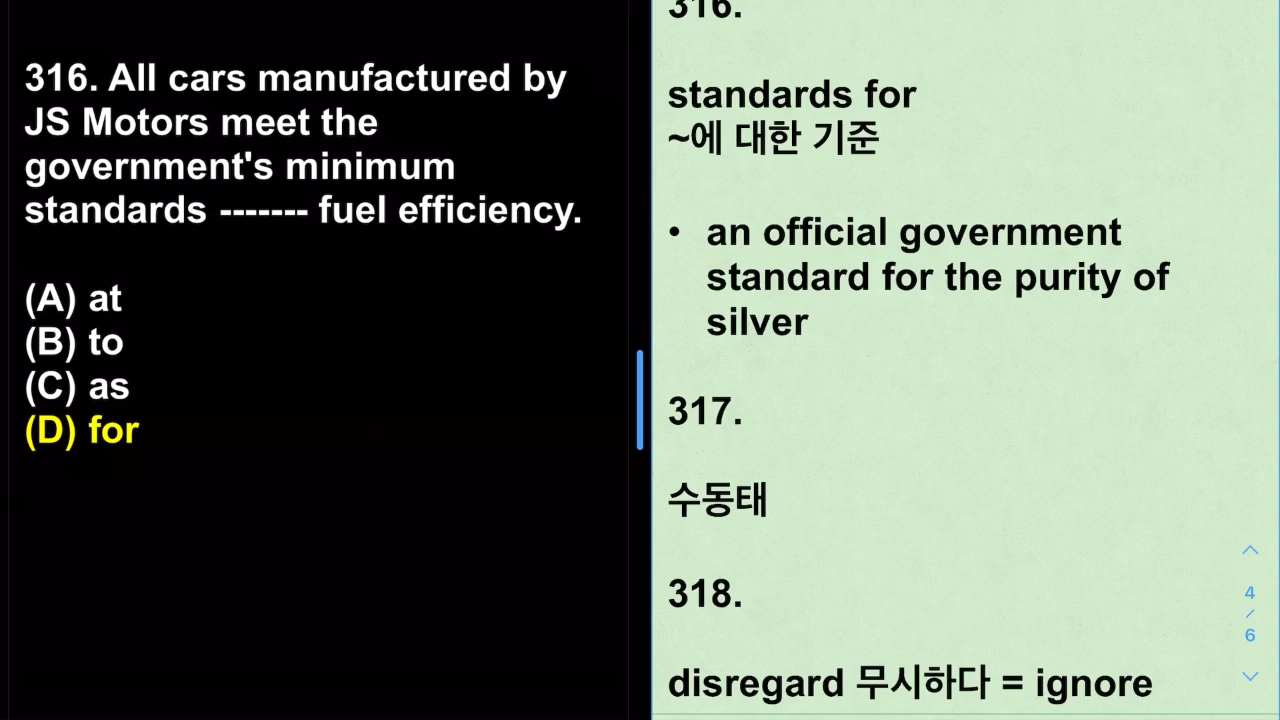 316. All cars manufactured by
JS Motors meet the
government's minimum
standards ------- fuel efficiency.
(A) at
(B) to
(C) as
(D) for
316.
standards for
~에 대한 기준
• an official government
standard for the purity of
silver
317.
수동태
318.
disregard 무시하다 = ignore
4
/
6